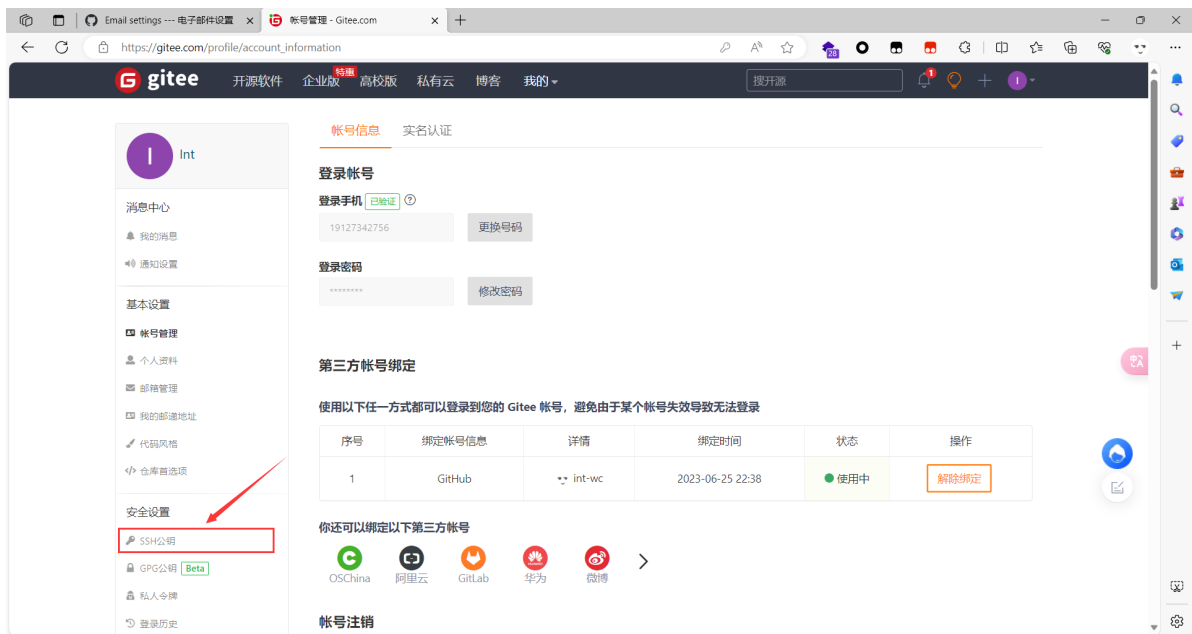 Email settings --- 电子邮件设置
帐号管理 - Gitee.com
https://gitee.com/profile/account_information
28
gitee
开源软件
企业版
特惠
高校版
私有云
博客
我的
搜开源
1
I
I
Int
消息中心
我的消息
通知设置
基本设置
帐号管理
个人资料
邮箱管理
我的邮递地址
代码风格
仓库首选项
安全设置
SSH公钥
GPG公钥 Beta
私人令牌
登录历史
帐号信息
实名认证
登录帐号
登录手机 已验证
19127342756
更换号码
登录密码
********
修改密码
第三方帐号绑定
使用以下任一方式都可以登录到您的 Gitee 帐号，避免由于某个帐号失效导致无法登录
序号 绑定帐号信息 详情 绑定时间 状态 操作
1 GitHub int-wc 2023-06-25 22:38 使用中 解除绑定
你还可以绑定以下第三方帐号
OSChina 阿里云 GitLab 华为 微博
帐号注销